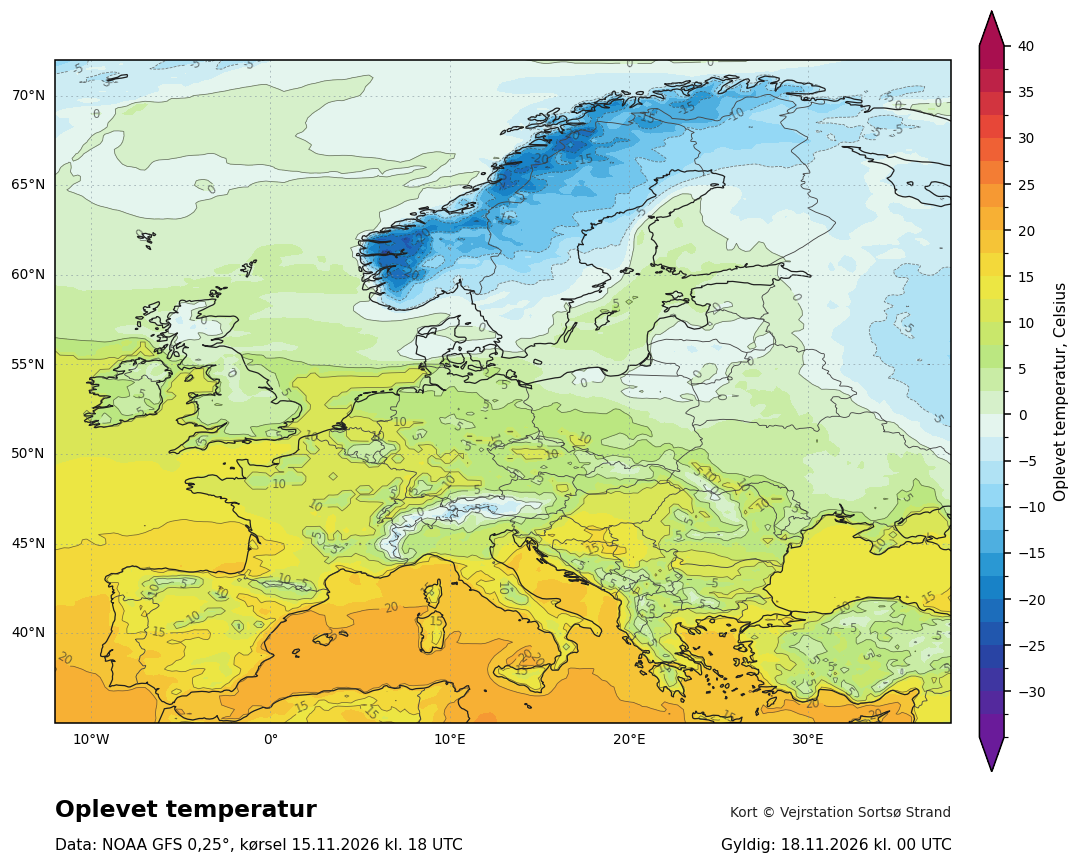 70°N
65°N
60°N
55°N
50°N
45°N
40°N
10°W
0°
10°E
20°E
30°E
40
35
30
25
20
15
10
5
0
−5
−10
−15
−20
−25
−30
Oplevet temperatur, Celsius
Oplevet temperatur
Kort © Vejrstation Sortsø Strand
Data: NOAA GFS 0,25°, kørsel 15.11.2026 kl. 18 UTC
Gyldig: 18.11.2026 kl. 00 UTC